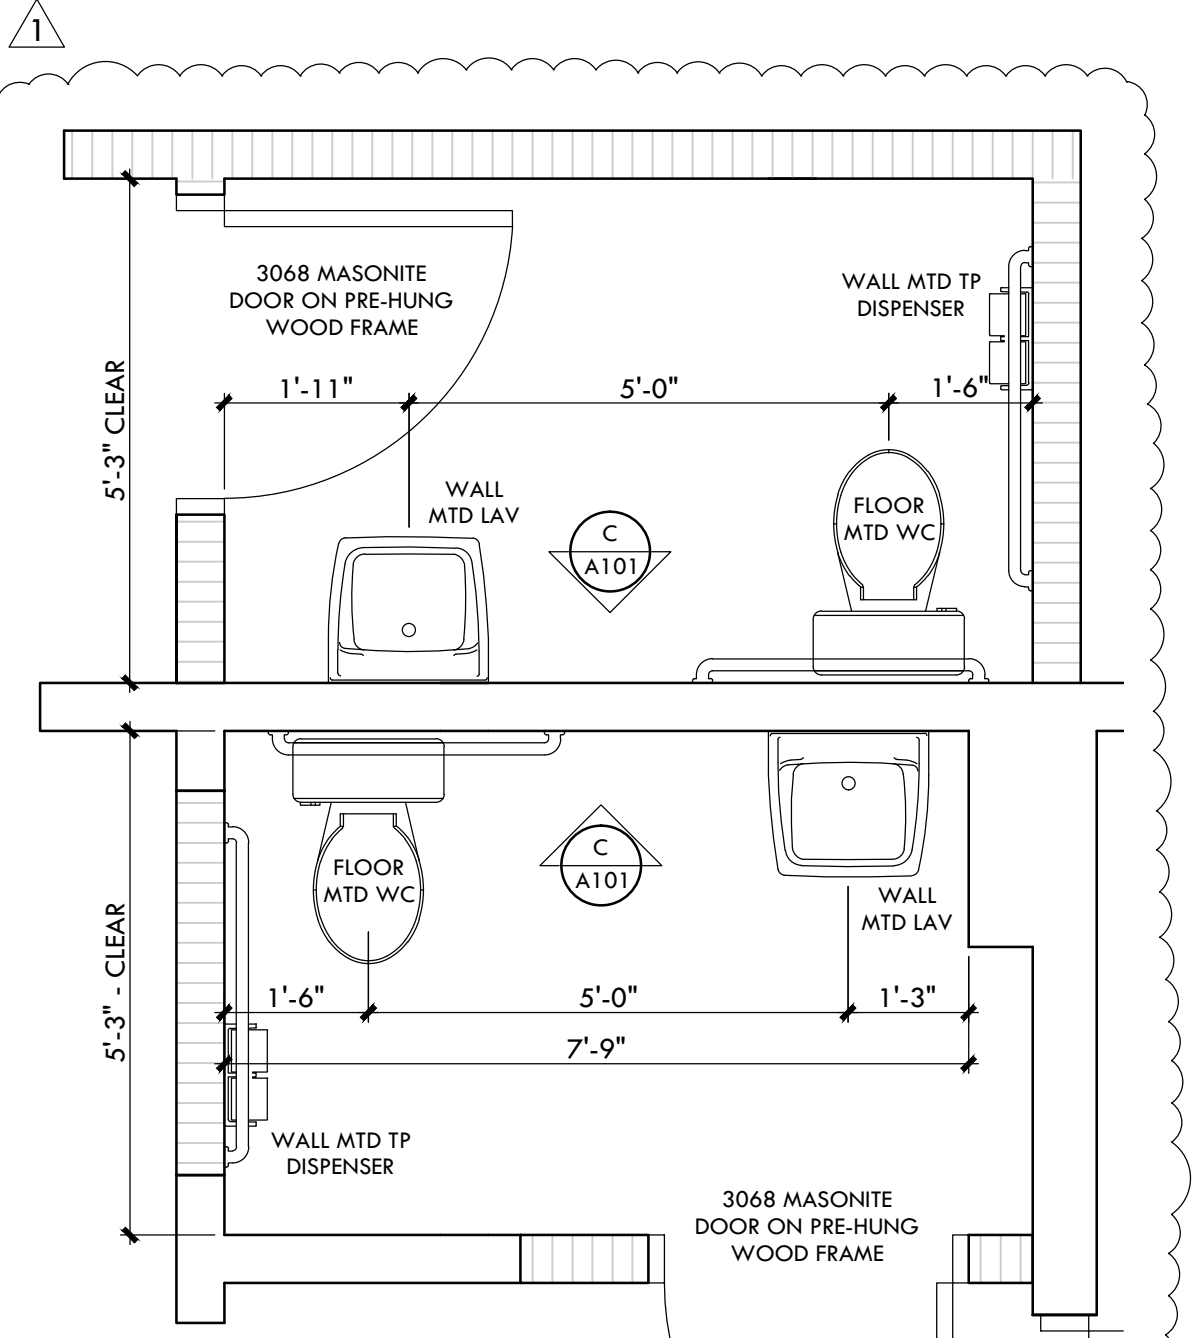 1
3068 MASONITE
DOOR ON PRE-HUNG
WOOD FRAME
WALL MTD TP
DISPENSER
5'-3" CLEAR
1'-11"
5'-0"
1'-6"
WALL
MTD LAV
C
A101
FLOOR
MTD WC
FLOOR
MTD WC
C
A101
WALL
MTD LAV
5'-3" - CLEAR
1'-6"
5'-0"
1'-3"
7'-9"
WALL MTD TP
DISPENSER
3068 MASONITE
DOOR ON PRE-HUNG
WOOD FRAME